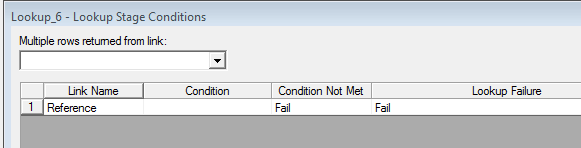 Lookup_6 - Lookup Stage Conditions
Multiple rows returned from link:
Link Name Condition Condition Not Met Lookup Failure
1 Reference Fail Fail